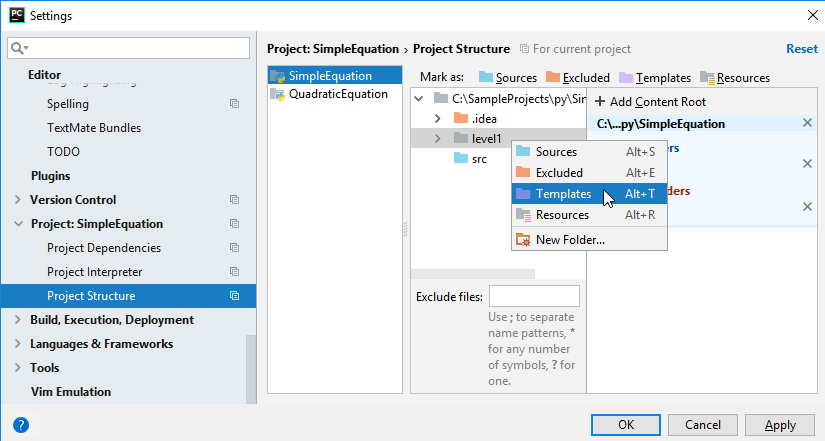 PC
Settings
Project: SimpleEquation › Project Structure
For current project
Reset
Editor
Spelling
TextMate Bundles
TODO
Plugins
Version Control
Project: SimpleEquation
Project Dependencies
Project Interpreter
Project Structure
Build, Execution, Deployment
Languages & Frameworks
Tools
Vim Emulation
SimpleEquation
QuadraticEquation
Mark as: Sources Excluded Templates Resources
C:\SampleProjects\py\Sim
.idea
level1
src
Sources Alt+S
Excluded Alt+E
Templates Alt+T
Resources Alt+R
New Folder...
+ Add Content Root
C:\...py\SimpleEquation
Exclude files:
Use ; to separate
name patterns, *
for any number
of symbols, ? for
one.
?
OK
Cancel
Apply